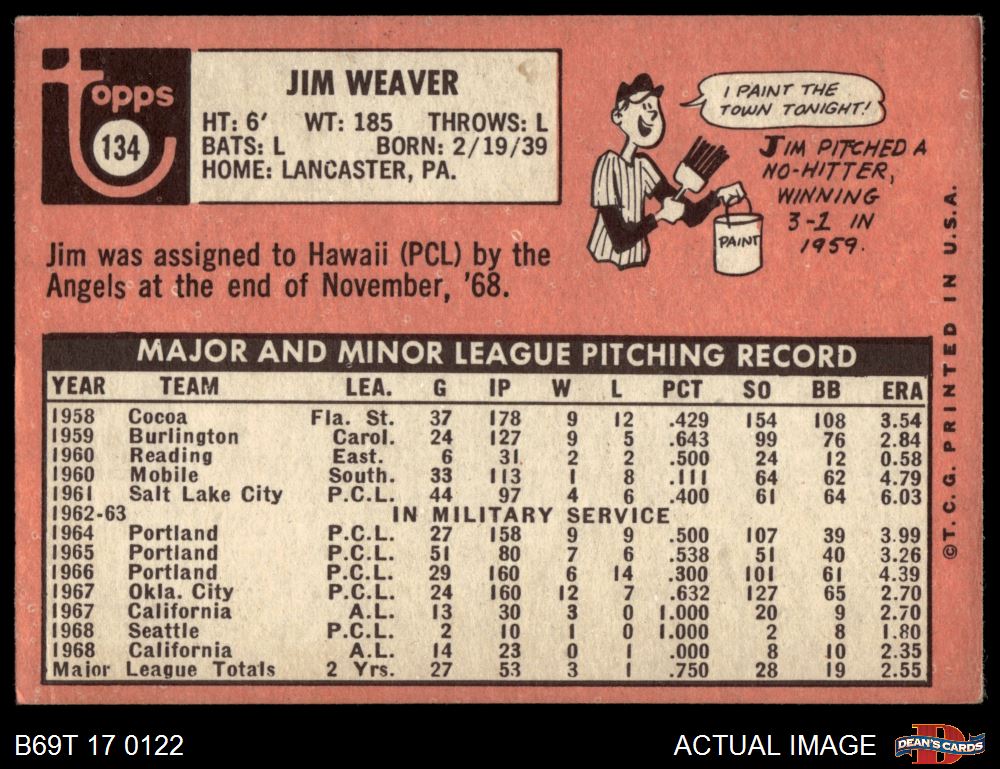 Topps
134
JIM WEAVER
HT: 6' WT: 185 THROWS: L
BATS: L BORN: 2/19/39
HOME: LANCASTER, PA.
I PAINT THE
TOWN TONIGHT!
JIM PITCHED A
NO-HITTER,
WINNING
3-1 IN
1959.
PAINT
Jim was assigned to Hawaii (PCL) by the
Angels at the end of November, '68.
MAJOR AND MINOR LEAGUE PITCHING RECORD
YEAR TEAM LEA. G IP W L PCT SO BB ERA
1958 Cocoa Fla. St. 37 178 9 12 .429 154 108 3.54
1959 Burlington Carol. 24 127 9 5 .643 99 76 2.84
1960 Reading East. 6 31 2 2 .500 24 12 0.58
1960 Mobile South. 33 113 1 8 .111 64 62 4.79
1961 Salt Lake City P.C.L. 44 97 4 6 .400 61 64 6.03
1962-63 IN MILITARY SERVICE
1964 Portland P.C.L. 27 158 9 9 .500 107 39 3.99
1965 Portland P.C.L. 51 80 7 6 .538 51 40 3.26
1966 Portland P.C.L. 29 160 6 14 .300 101 61 4.39
1967 Okla. City P.C.L. 24 160 12 7 .632 127 65 2.70
1967 California A.L. 13 30 3 0 1.000 20 9 2.70
1968 Seattle P.C.L. 2 10 1 0 1.000 2 8 1.80
1968 California A.L. 14 23 0 1 .000 8 10 2.35
Major League Totals 2 Yrs. 27 53 3 1 .750 28 19 2.55
©T.C.G. PRINTED IN U.S.A.
B69T 17 0122
ACTUAL IMAGE
D
DEAN'S CARDS